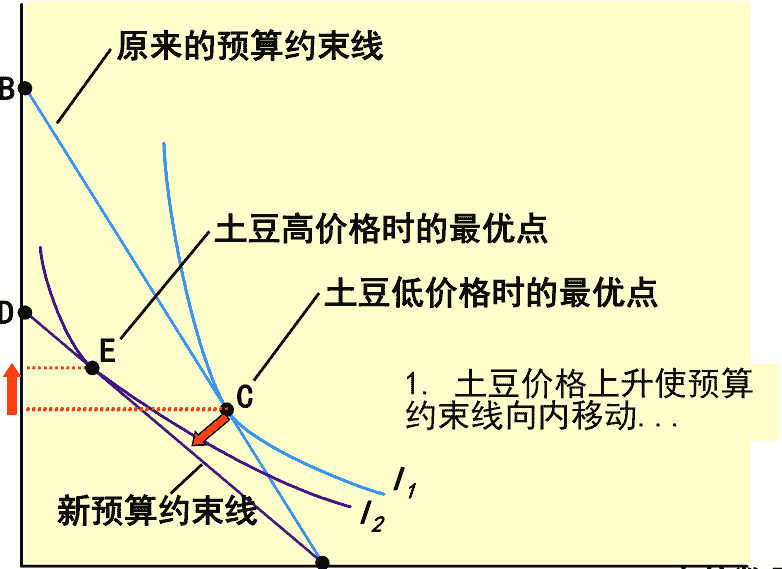 原来的预算约束线
B
土豆高价格时的最优点
土豆低价格时的最优点
D
E
C
1. 土豆价格上升使预算
约束线向内移动...
I1
I2
新预算约束线